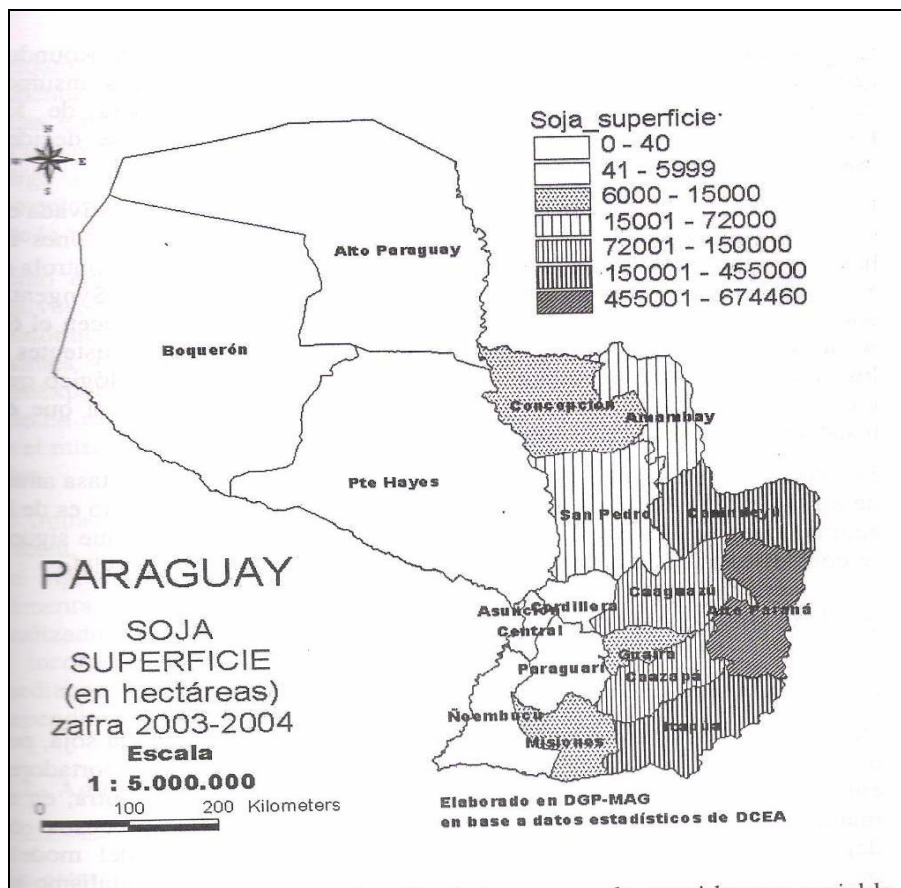 Soja_superficie
0 - 40
41 - 5999
6000 - 15000
15001 - 72000
72001 - 150000
150001 - 455000
455001 - 674460
N
E
S
Alto Paraguay
Boquerón
Concepción
Amambay
Pte Hayes
San Pedro
Canindeyú
Caaguazú
Alto Paraná
Asunción
Cordillera
Central
Guairá
Paraguarí
Caazapá
Ñeembucú
Misiones
Itapúa
PARAGUAY
SOJA
SUPERFICIE
(en hectáreas)
zafra 2003-2004
Escala
1 : 5.000.000
0 100 200 Kilometers
Elaborado en DGP-MAG
en base a datos estadísticos de DCEA